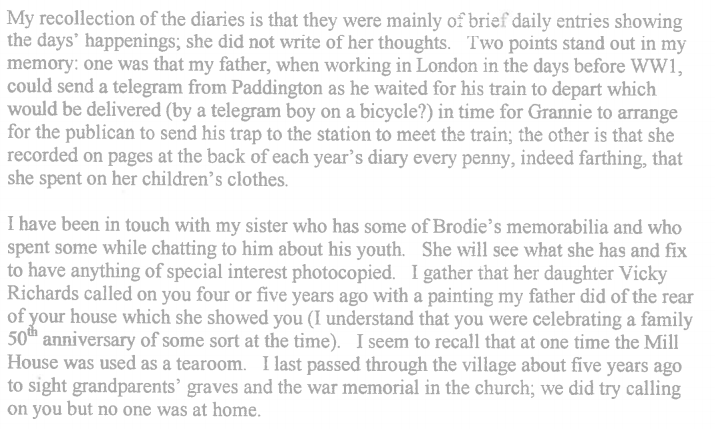 My recollection of the diaries is that they were mainly of brief daily entries showing
the days' happenings; she did not write of her thoughts. Two points stand out in my
memory: one was that my father, when working in London in the days before WW1,
could send a telegram from Paddington as he waited for his train to depart which
would be delivered (by a telegram boy on a bicycle?) in time for Grannie to arrange
for the publican to send his trap to the station to meet the train; the other is that she
recorded on pages at the back of each year's diary every penny, indeed farthing, that
she spent on her children's clothes.
I have been in touch with my sister who has some of Brodie's memorabilia and who
spent some while chatting to him about his youth. She will see what she has and fix
to have anything of special interest photocopied. I gather that her daughter Vicky
Richards called on you four or five years ago with a painting my father did of the rear
of your house which she showed you (I understand that you were celebrating a family
50th anniversary of some sort at the time). I seem to recall that at one time the Mill
House was used as a tearoom. I last passed through the village about five years ago
to sight grandparents' graves and the war memorial in the church; we did try calling
on you but no one was at home.